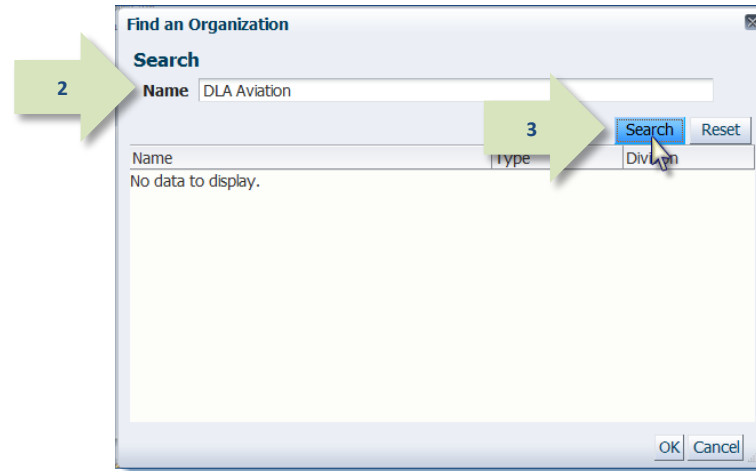 Find an Organization
Search
2
Name DLA Aviation
3
Search Reset
Name Type Division
No data to display.
OK Cancel